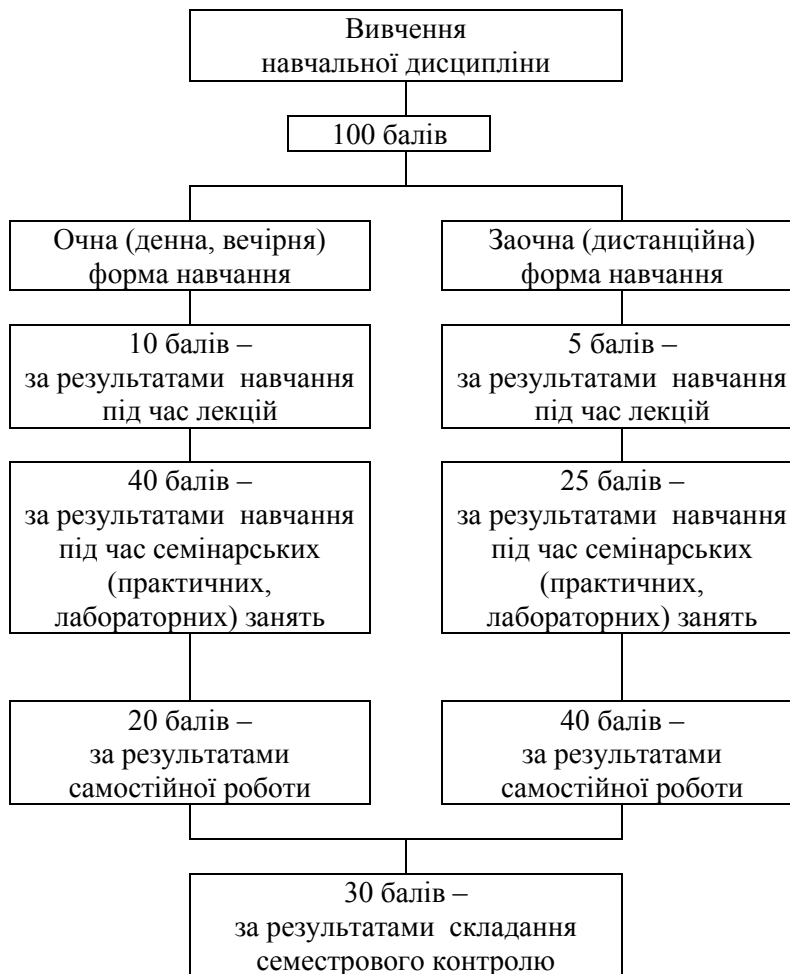 Вивчення
навчальної дисципліни
100 балів
Очна (денна, вечірня)
форма навчання
Заочна (дистанційна)
форма навчання
10 балів –
за результатами навчання
під час лекцій
5 балів –
за результатами навчання
під час лекцій
40 балів –
за результатами навчання
під час семінарських
(практичних,
лабораторних) занять
25 балів –
за результатами навчання
під час семінарських
(практичних,
лабораторних) занять
20 балів –
за результатами
самостійної роботи
40 балів –
за результатами
самостійної роботи
30 балів –
за результатами складання
семестрового контролю